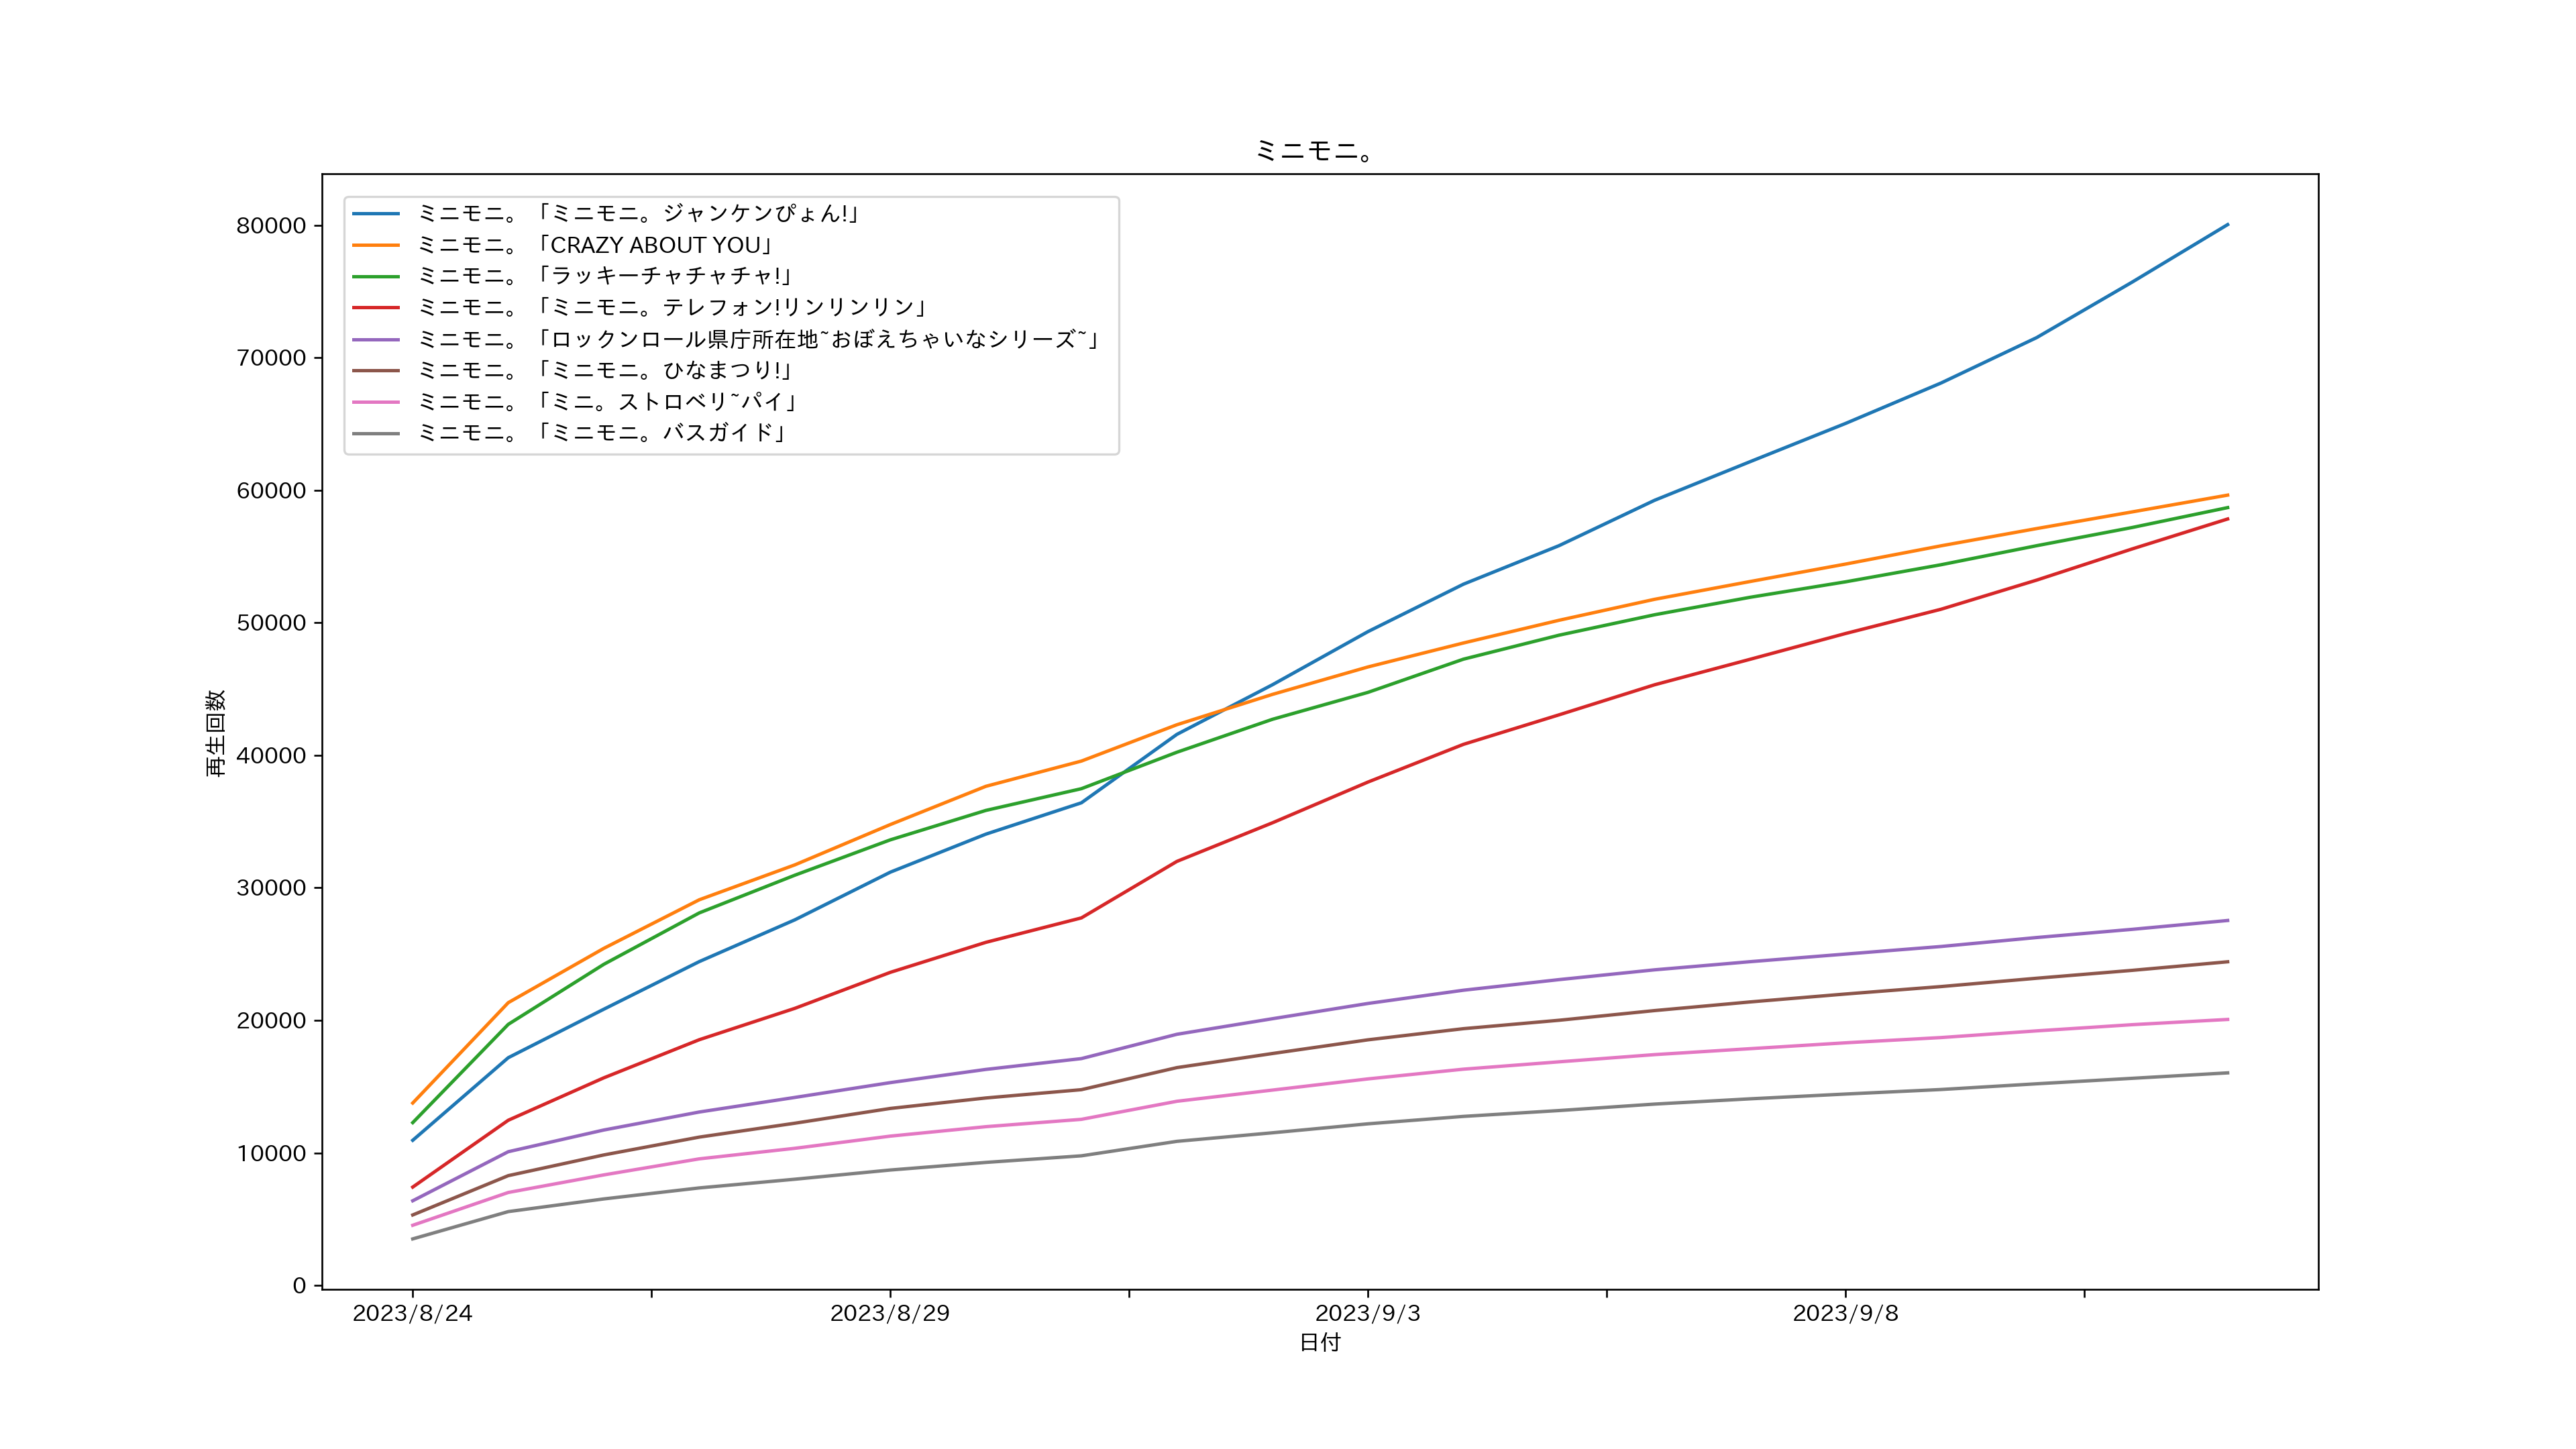 ミニモニ。
ミニモニ。「ミニモニ。ジャンケンぴょん!」
ミニモニ。「CRAZY ABOUT YOU」
ミニモニ。「ラッキーチャチャチャ!」
ミニモニ。「ミニモニ。テレフォン!リンリンリン」
ミニモニ。「ロックンロール県庁所在地~おぼえちゃいなシリーズ~」
ミニモニ。「ミニモニ。ひなまつり!」
ミニモニ。「ミニ。ストロベリ~パイ」
ミニモニ。「ミニモニ。バスガイド」
80000
70000
60000
50000
40000
30000
20000
10000
0
再生回数
2023/8/24 2023/8/29 2023/9/3 2023/9/8
日付